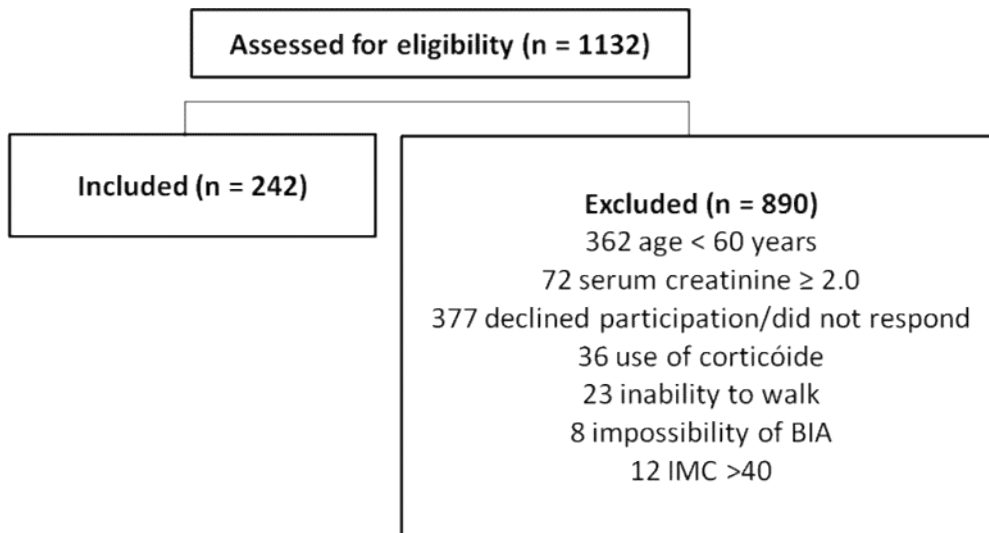 Assessed for eligibility (n = 1132)
Included (n = 242)
Excluded (n = 890)
362 age < 60 years
72 serum creatinine ≥ 2.0
377 declined participation/did not respond
36 use of corticóide
23 inability to walk
8 impossibility of BIA
12 IMC >40